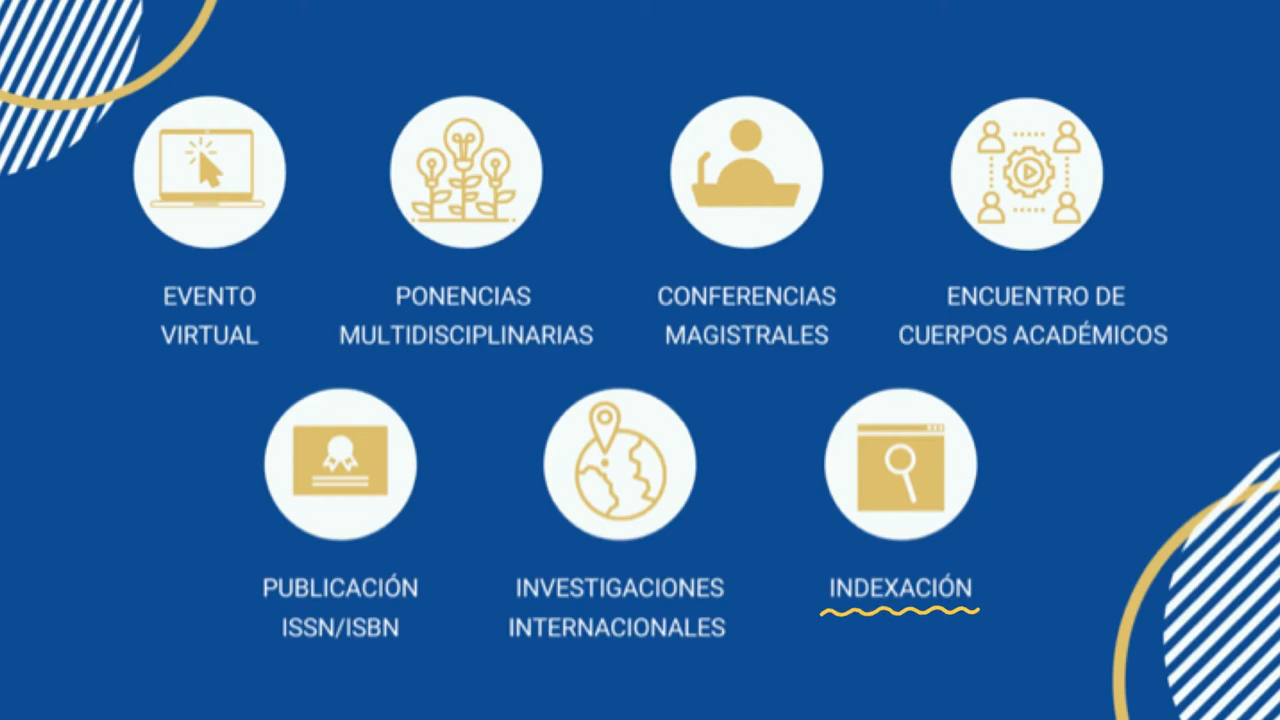 EVENTO
VIRTUAL
PONENCIAS
MULTIDISCIPLINARIAS
CONFERENCIAS
MAGISTRALES
ENCUENTRO DE
CUERPOS ACADÉMICOS
PUBLICACIÓN
ISSN/ISBN
INVESTIGACIONES
INTERNACIONALES
INDEXACIÓN